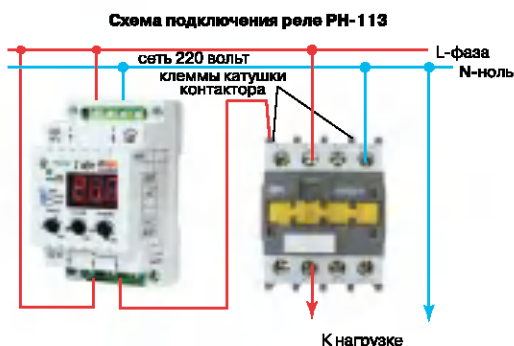 Схема подключения реле РН-113
L-фаза
сеть 220 вольт
N-ноль
клеммы катушки
контактора
К нагрузке